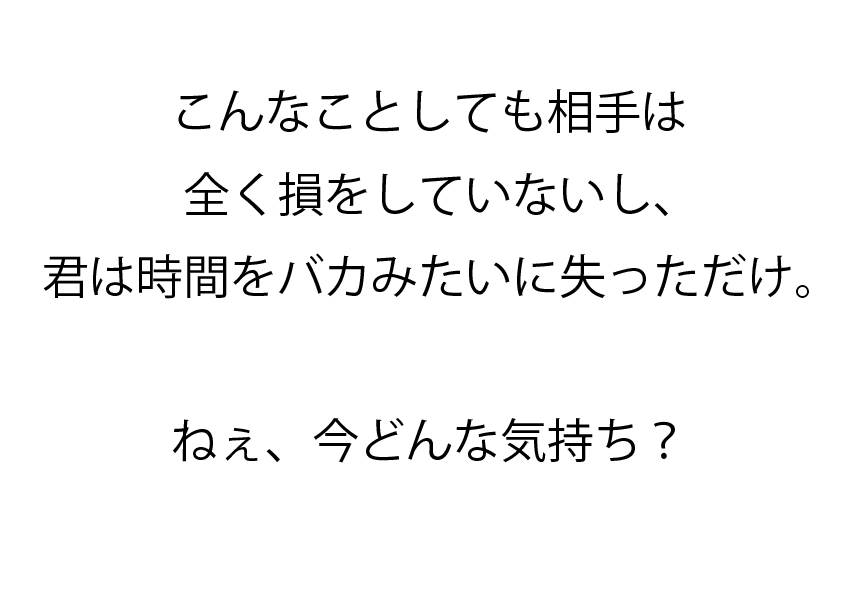 こんなことしても相手は
全く損をしていないし、
君は時間をバカみたいに失っただけ。
ねぇ、今どんな気持ち？